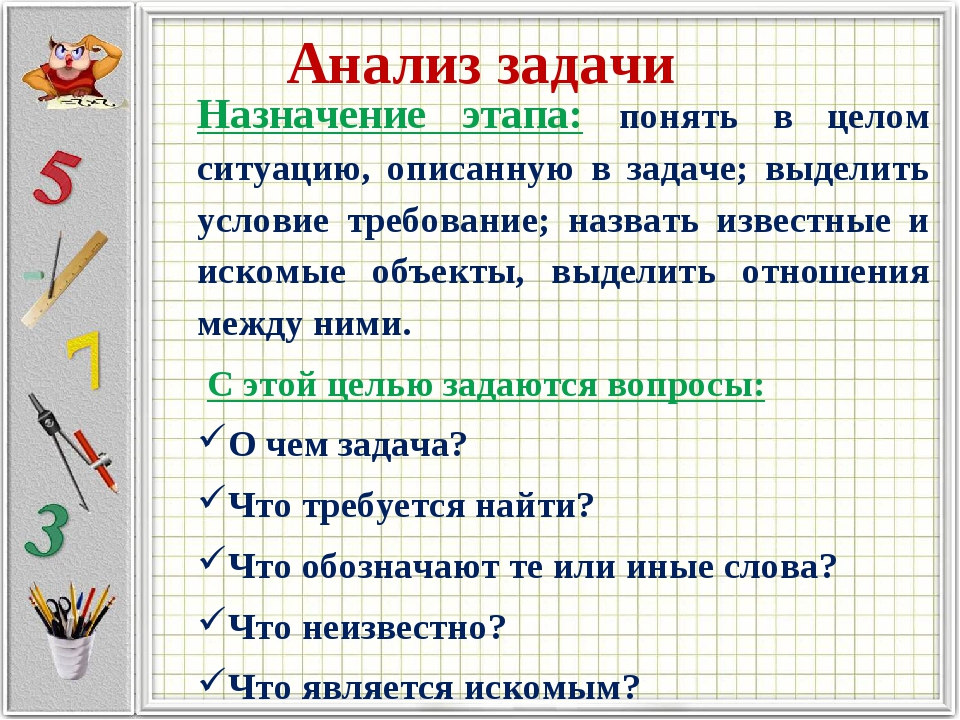 Анализ задачи
Назначение этапа: понять в целом
ситуацию, описанную в задаче; выделить
условие требование; назвать известные и
искомые объекты, выделить отношения
между ними.
С этой целью задаются вопросы:
О чем задача?
Что требуется найти?
Что обозначают те или иные слова?
Что неизвестно?
Что является искомым?
5
7
3